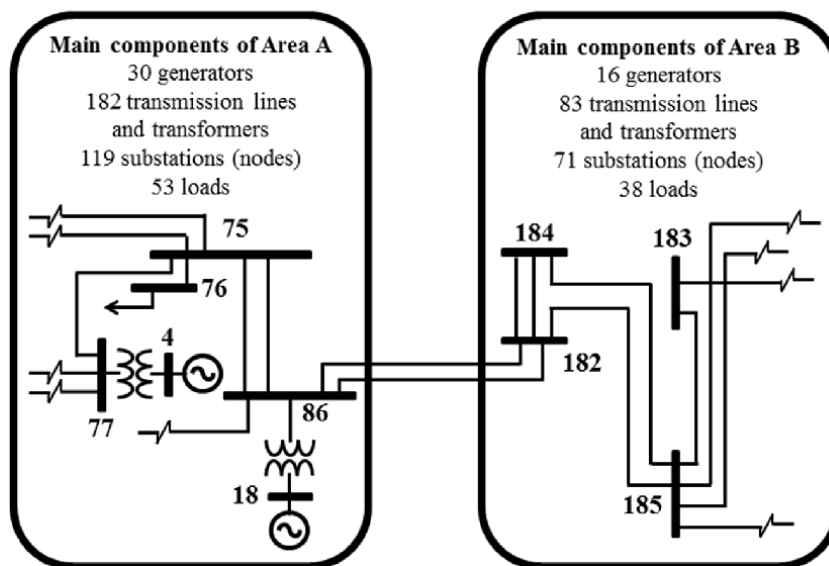 Main components of Area A
30 generators
182 transmission lines
and transformers
119 substations (nodes)
53 loads
75
76
4
77
86
18
Main components of Area B
16 generators
83 transmission lines
and transformers
71 substations (nodes)
38 loads
184
183
182
185